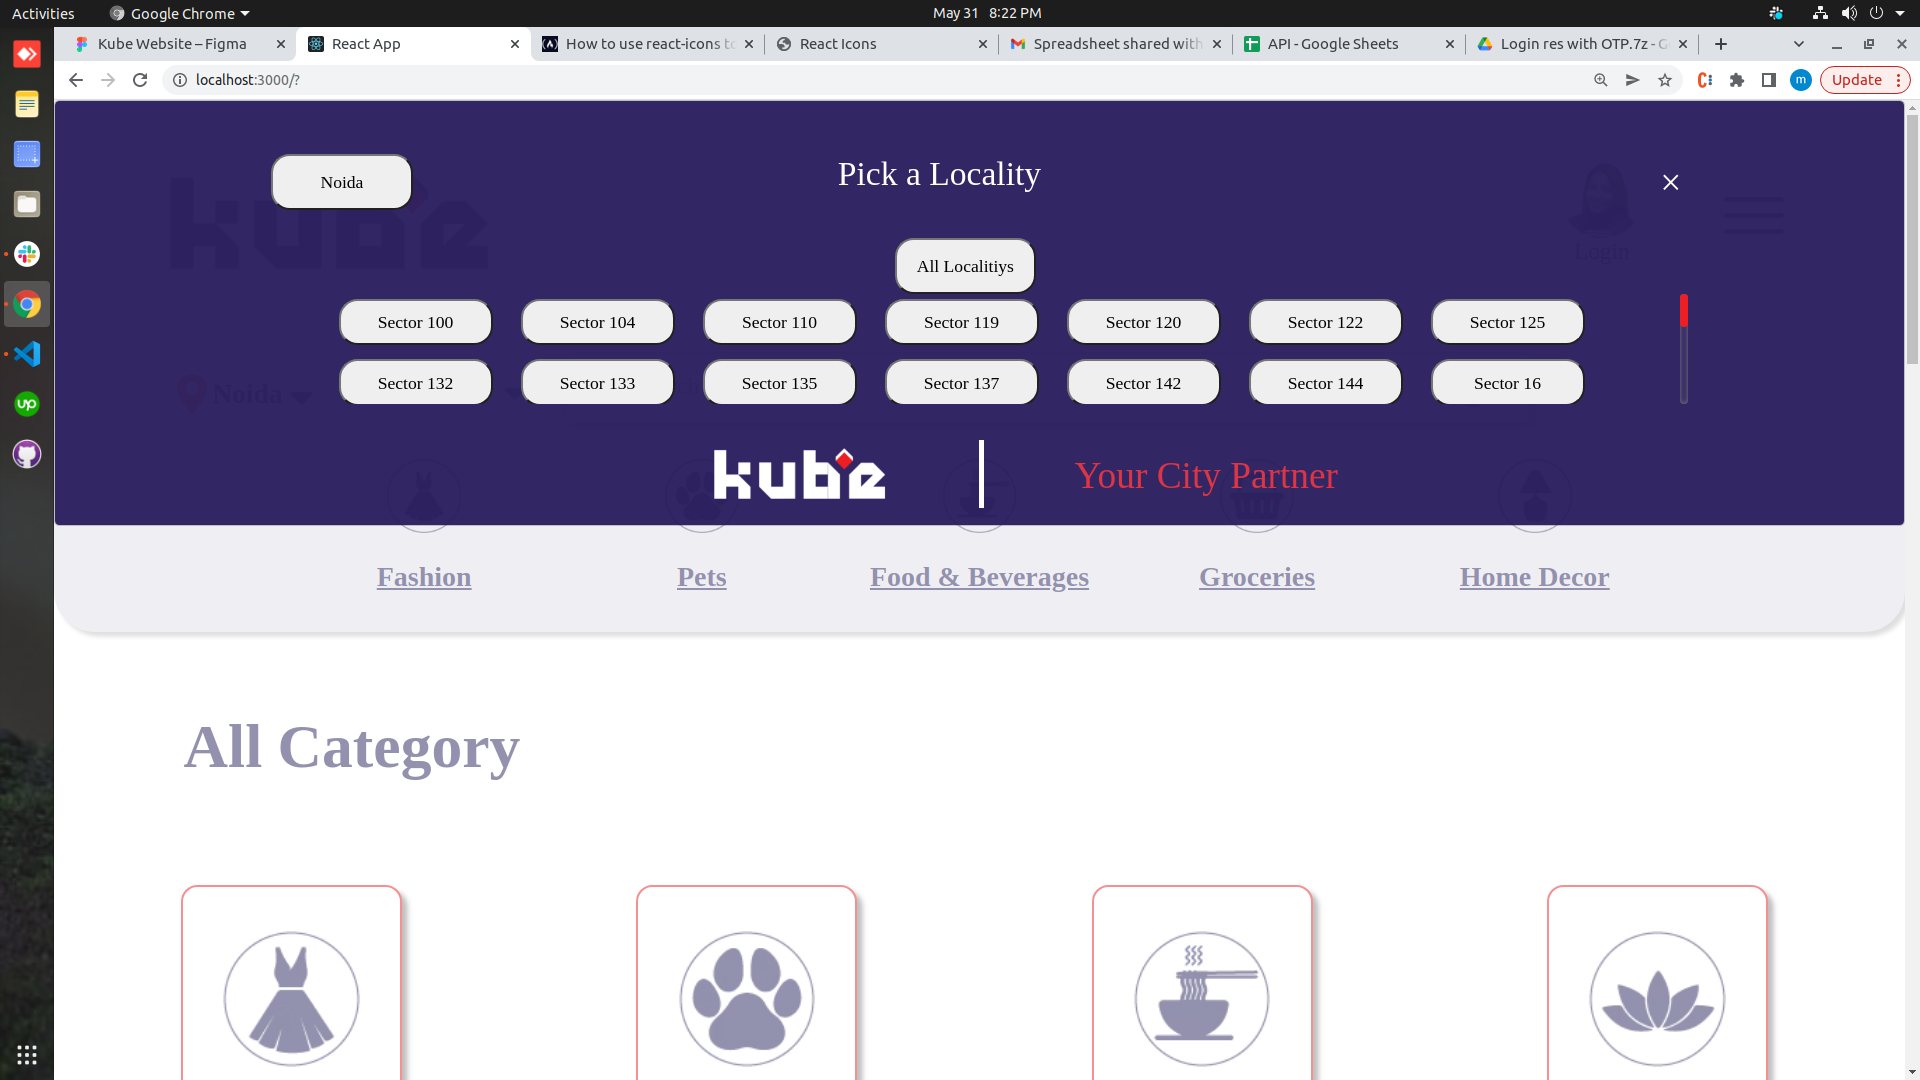 Activities
Google Chrome
May 31 8:22 PM
Kube Website – Figma
React App
How to use react-icons to
React Icons
Spreadsheet shared with
API - Google Sheets
Login res with OTP.7z - G
localhost:3000/?
m
Update
Noida
Pick a Locality
kube
Login
All Localitiys
Sector 100
Sector 104
Sector 110
Sector 119
Sector 120
Sector 122
Sector 125
Sector 132
Sector 133
Sector 135
Sector 137
Sector 142
Sector 144
Sector 16
Noida
kube
Your City Partner
Fashion
Pets
Food & Beverages
Groceries
Home Decor
All Category
up